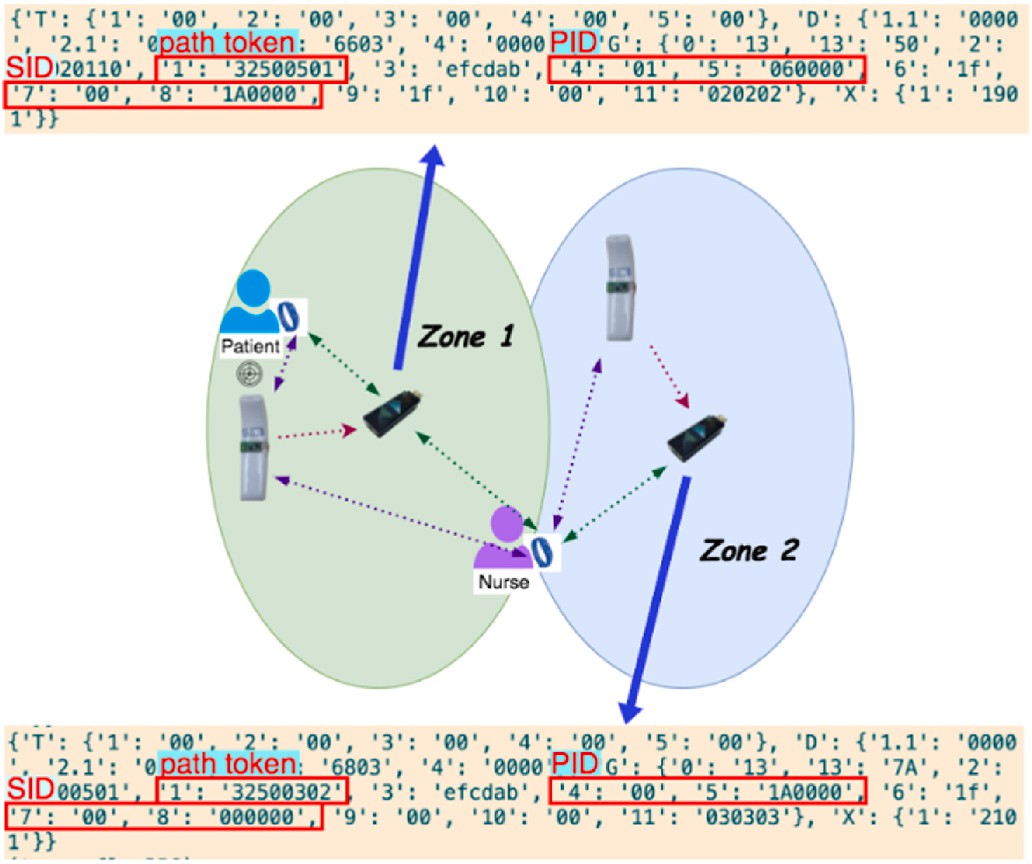 {'T': {'1': '00', '2': '00', '3': '00', '4': '00', '5': '00'}, 'D': {'1.1': '0000
', '2.1': '0 path token '6603', '4': '0000 PID G': {'0': '13', '13': '50', '2':
SID 020110', '1': '32500501', '3': 'efcdab', '4': '01', '5': '060000', '6': '1f',
'7': '00', '8': '1A0000', '9': '1f', '10': '00', '11': '020202'}, 'X': {'1': '190
1'}}
Zone 1
Patient
Zone 2
Nurse
{'T': {'1': '00', '2': '00', '3': '00', '4': '00', '5': '00'}, 'D': {'1.1': '0000
, '2.1': '0 path token '6803', '4': '0000 PID G': {'0': '13', '13': '7A', '2':
SID 00501', '1': '32500302', '3': 'efcdab', '4': '00', '5': '1A0000', '6': '1f',
'7': '00', '8': '000000', '9': '00', '10': '00', '11': '030303'}, 'X': {'1': '210
1'}}